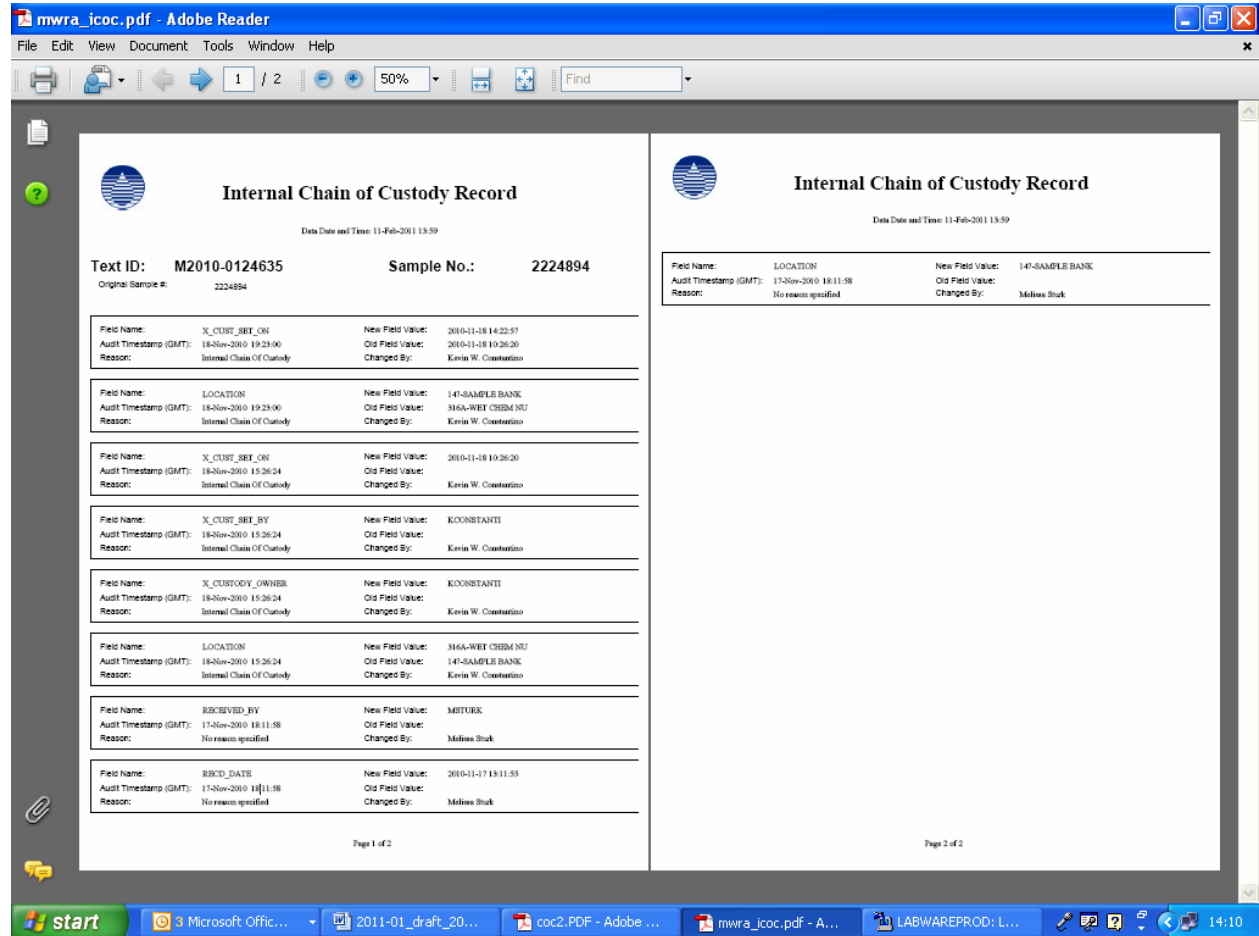 mwra_icoc.pdf - Adobe Reader
File Edit View Document Tools Window Help
1 / 2 50% Find
Internal Chain of Custody Record
Data Date and Time: 11-Feb-2011 13:59
Text ID: M2010-0124635 Sample No.: 2224894
Original Sample #: 2224894
Field Name: X_CUST_SET_ON New Field Value: 2010-11-18 14:22:57
Audit Timestamp (GMT): 18-Nov-2010 19:23:00 Old Field Value: 2010-11-18 10:26:20
Reason: Internal Chain Of Custody Changed By: Kevin W. Constantino
Field Name: LOCATION New Field Value: 147-SAMPLE BANK
Audit Timestamp (GMT): 18-Nov-2010 19:23:00 Old Field Value: 316A-WET CHEM NU
Reason: Internal Chain Of Custody Changed By: Kevin W. Constantino
Field Name: X_CUST_SET_ON New Field Value: 2010-11-18 10:26:20
Audit Timestamp (GMT): 18-Nov-2010 15:26:24 Old Field Value:
Reason: Internal Chain Of Custody Changed By: Kevin W. Constantino
Field Name: X_CUST_SET_BY New Field Value: KCONSTANTI
Audit Timestamp (GMT): 18-Nov-2010 15:26:24 Old Field Value:
Reason: Internal Chain Of Custody Changed By: Kevin W. Constantino
Field Name: X_CUSTODY_OWNER New Field Value: KCONSTANTI
Audit Timestamp (GMT): 18-Nov-2010 15:26:24 Old Field Value:
Reason: Internal Chain Of Custody Changed By: Kevin W. Constantino
Field Name: LOCATION New Field Value: 316A-WET CHEM NU
Audit Timestamp (GMT): 18-Nov-2010 15:26:24 Old Field Value: 147-SAMPLE BANK
Reason: Internal Chain Of Custody Changed By: Kevin W. Constantino
Field Name: RECEIVED_BY New Field Value: MSTURK
Audit Timestamp (GMT): 17-Nov-2010 18:11:58 Old Field Value:
Reason: No reason specified Changed By: Melissa Sturk
Field Name: RECD_DATE New Field Value: 2010-11-17 13:11:55
Audit Timestamp (GMT): 17-Nov-2010 18:11:58 Old Field Value:
Reason: No reason specified Changed By: Melissa Sturk
Page 1 of 2
Internal Chain of Custody Record
Data Date and Time: 11-Feb-2011 13:59
Field Name: LOCATION New Field Value: 147-SAMPLE BANK
Audit Timestamp (GMT): 17-Nov-2010 18:11:58 Old Field Value:
Reason: No reason specified Changed By: Melissa Sturk
Page 2 of 2
start 3 Microsoft Offic... 2011-01_draft_20... coc2.PDF - Adobe ... mwra_icoc.pdf - A... LABWAREPROD: L... 14:10